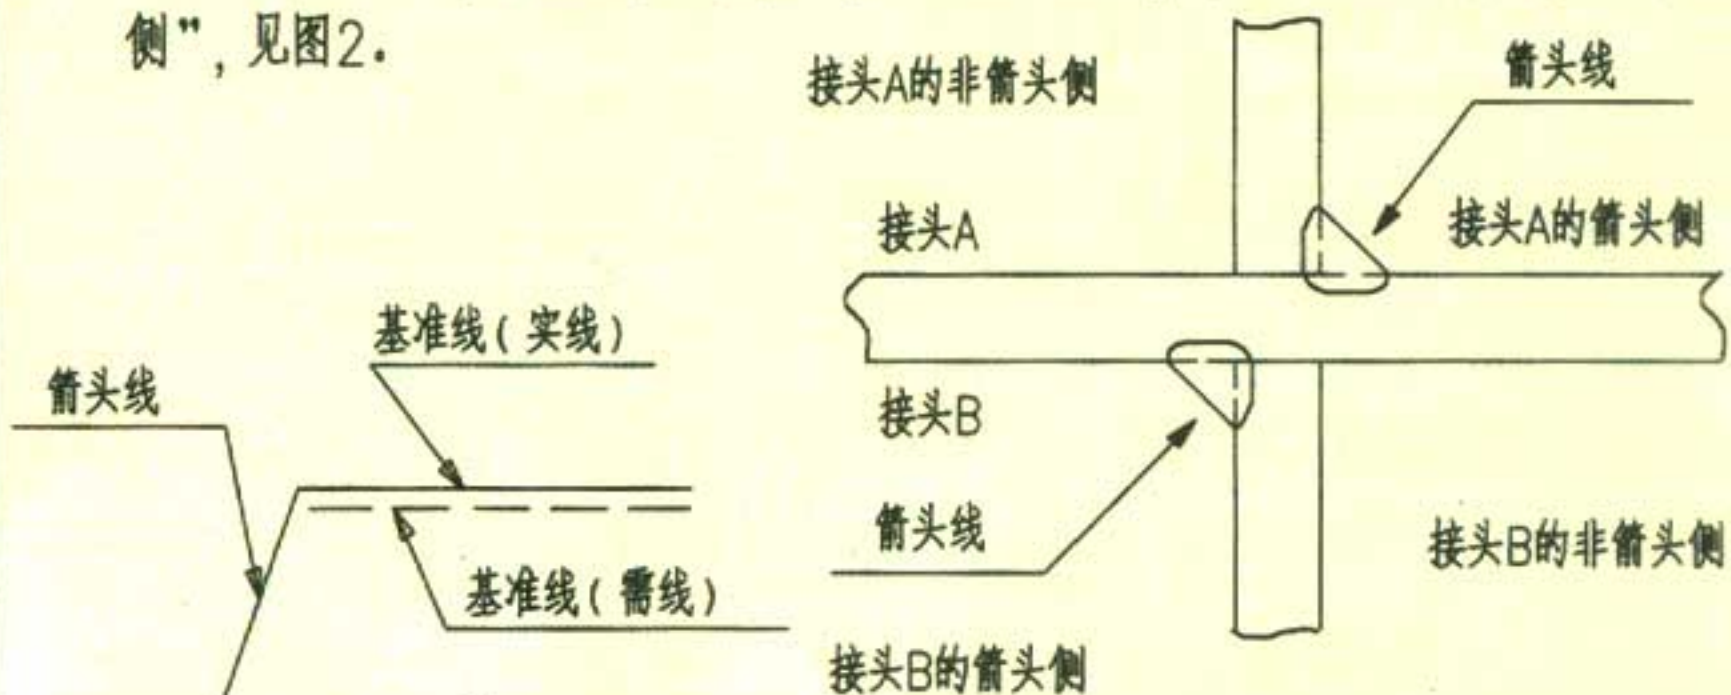 侧”, 见图2.
接头A的非箭头侧
箭头线
接头A
接头A的箭头侧
基准线( 实线)
箭头线
接头B
箭头线
接头B的非箭头侧
基准线( 需线)
接头B的箭头侧